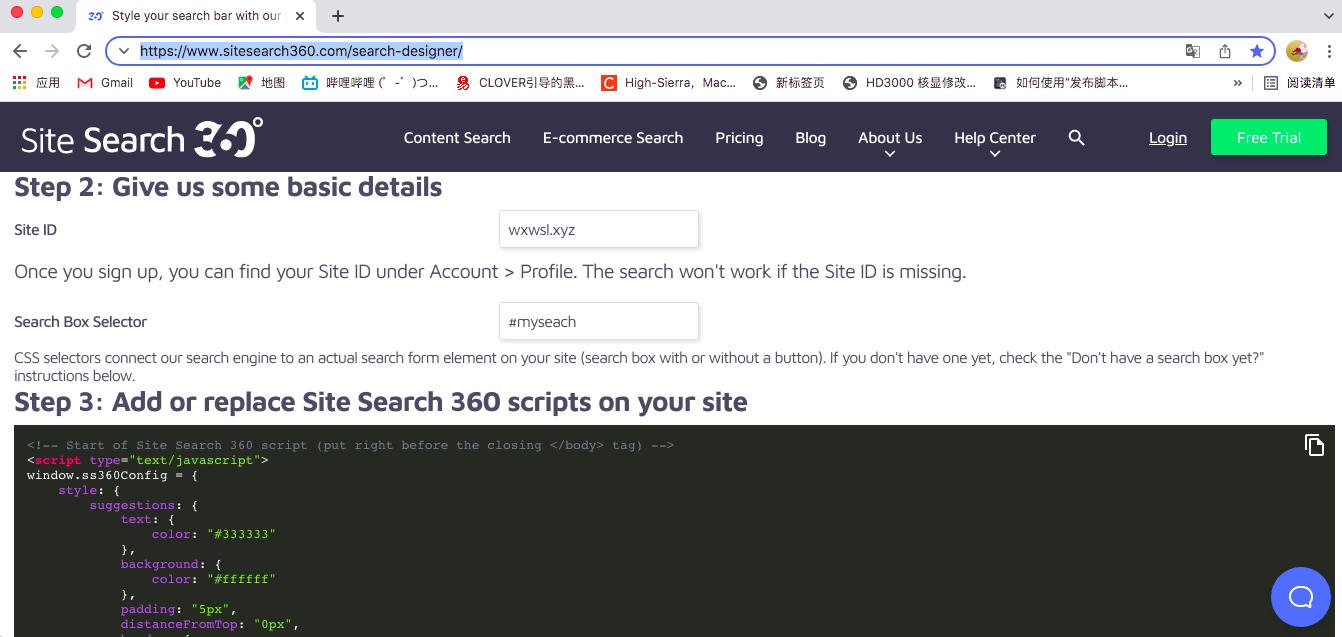 Style your search bar with our
https://www.sitesearch360.com/search-designer/
应用 Gmail YouTube 地图 哔哩哔哩 (゜-゜)つ... CLOVER引导的黑... High-Sierra，Mac... 新标签页 HD3000 核显修改... 如何使用“发布脚本... » 阅读清单
Site Search 360° Content Search E-commerce Search Pricing Blog About Us Help Center Login Free Trial
Step 2: Give us some basic details
Site ID wxwsl.xyz
Once you sign up, you can find your Site ID under Account > Profile. The search won't work if the Site ID is missing.
Search Box Selector #myseach
CSS selectors connect our search engine to an actual search form element on your site (search box with or without a button). If you don't have one yet, check the "Don't have a search box yet?"
instructions below.
Step 3: Add or replace Site Search 360 scripts on your site
<!-- Start of Site Search 360 script (put right before the closing </body> tag) -->
<script type="text/javascript">
window.ss360Config = {
style: {
suggestions: {
text: {
color: "#333333"
},
background: {
color: "#ffffff"
},
padding: "5px",
distanceFromTop: "0px",